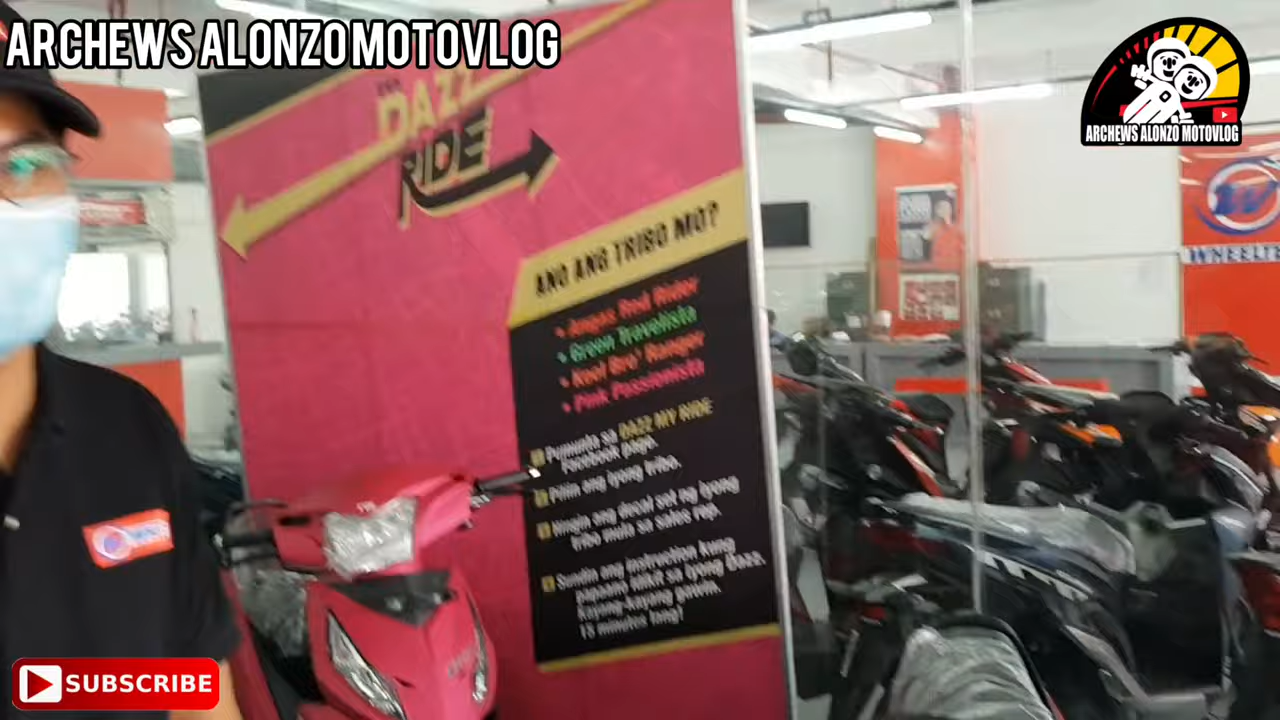 ARCHEWS ALONZO MOTOVLOG
ARCHEWS ALONZO MOTOVLOG
DAZZ
RIDE
ANO ANG TRIBO MO?
• Angas Red Rider
• Green Travelista
• Kool Bro' Ranger
• Pink Passionista
Pumunta sa DAZZ MY RIDE
Facebook page.
Piliin ang iyong tribo.
Hingin ang decal set ng iyong
tribo mula sa sales rep.
Sundin ang instruction kung
papaano ikikit sa iyong Dazz.
Kayang-kayang gawin.
15 minutes lang!
W
WHEELTE
SUBSCRIBE